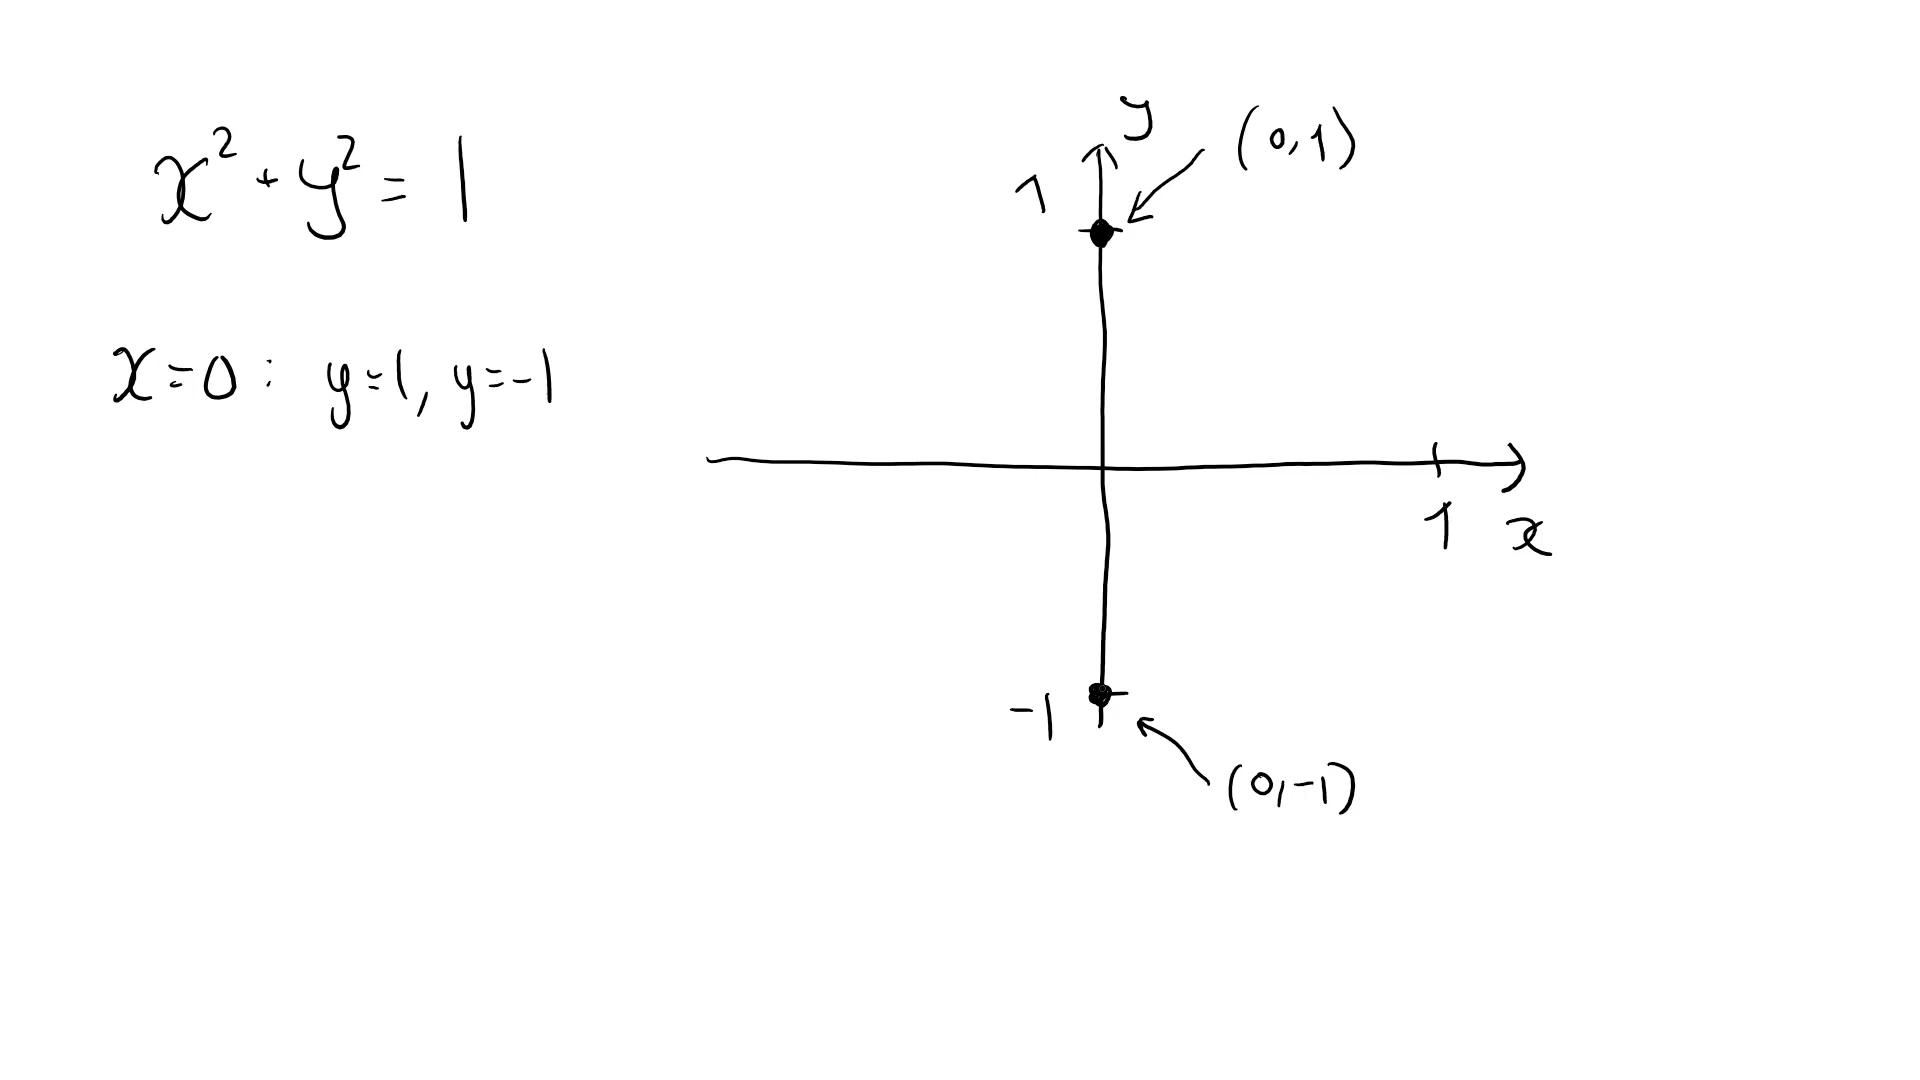 x² + y² = 1
x=0 : y=1, y=-1
y
(0,1)
1
1
x
-1
(0,-1)